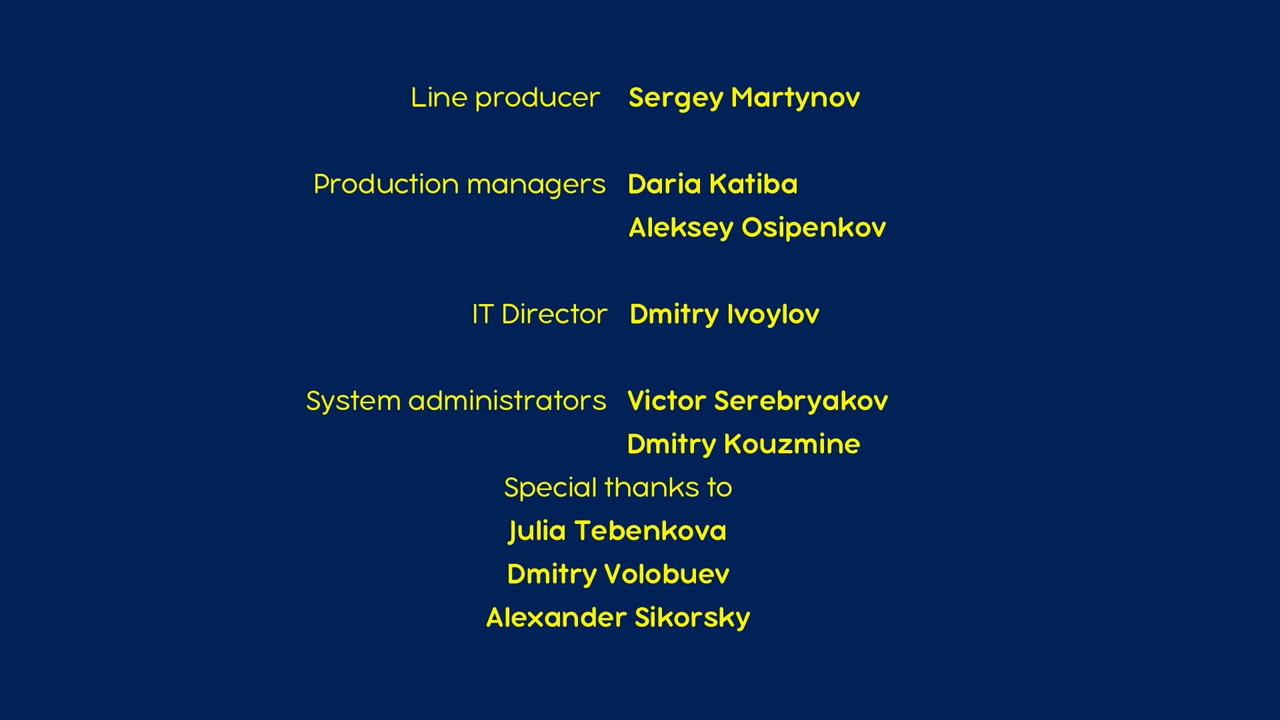 Line producer Sergey Martynov
Production managers Daria Katiba
Aleksey Osipenkov
IT Director Dmitry Ivoylov
System administrators Victor Serebryakov
Dmitry Kouzmine
Special thanks to
Julia Tebenkova
Dmitry Volobuev
Alexander Sikorsky